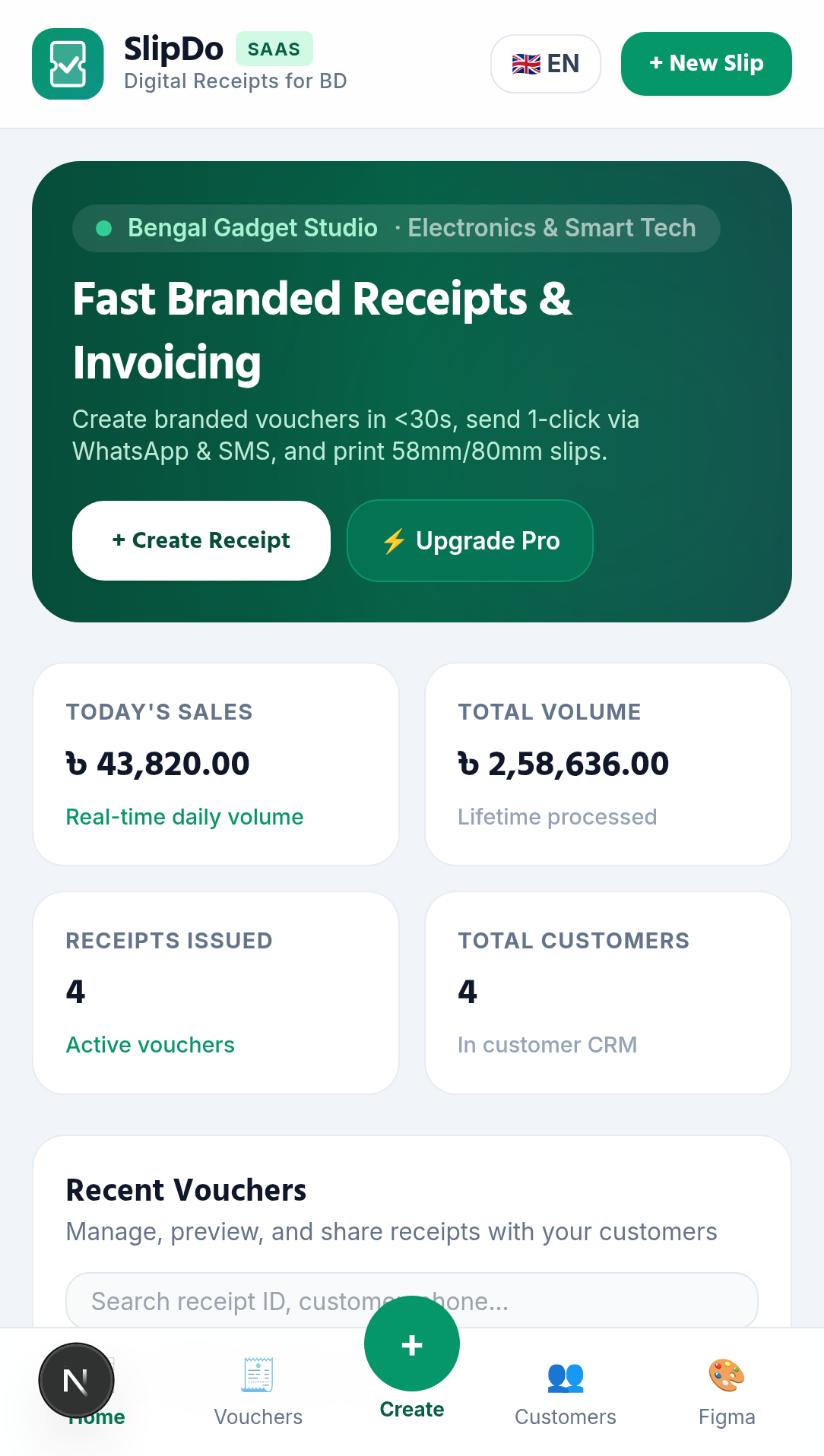 SlipDo SAAS
Digital Receipts for BD
EN
+ New Slip
Bengal Gadget Studio · Electronics & Smart Tech
Fast Branded Receipts &
Invoicing
Create branded vouchers in <30s, send 1-click via
WhatsApp & SMS, and print 58mm/80mm slips.
+ Create Receipt
⚡ Upgrade Pro
TODAY'S SALES
৳ 43,820.00
Real-time daily volume
TOTAL VOLUME
৳ 2,58,636.00
Lifetime processed
RECEIPTS ISSUED
4
Active vouchers
TOTAL CUSTOMERS
4
In customer CRM
Recent Vouchers
Manage, preview, and share receipts with your customers
Search receipt ID, customer phone...
+
N
Home
Vouchers
Create
Customers
Figma